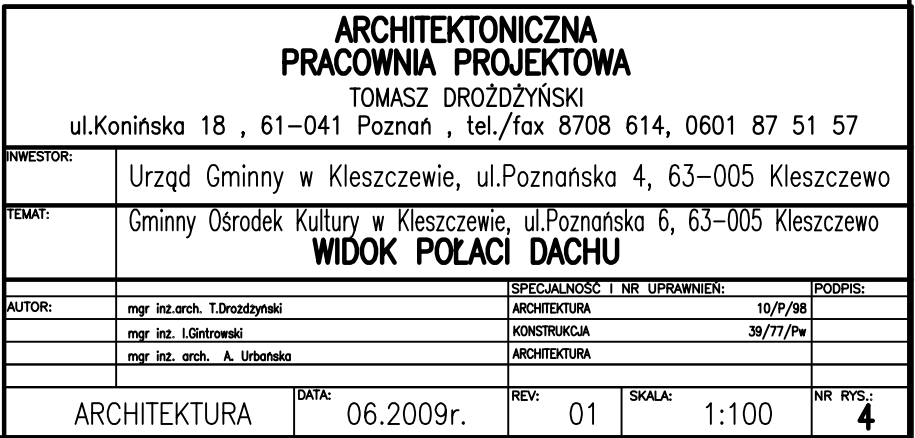 ARCHITEKTONICZNA
PRACOWNIA PROJEKTOWA
TOMASZ DROŻDŻYŃSKI
ul.Konińska 18 , 61-041 Poznań , tel./fax 8708 614, 0601 87 51 57
INWESTOR:
Urząd Gminny w Kleszczewie, ul.Poznańska 4, 63-005 Kleszczewo
TEMAT:
Gminny Ośrodek Kultury w Kleszczewie, ul.Poznańska 6, 63-005 Kleszczewo
WIDOK POŁACI DACHU
SPECJALNOŚĆ I NR UPRAWNIEŃ: PODPIS:
AUTOR: mgr inż.arch. T.Drożdżyński ARCHITEKTURA 10/P/98
mgr inż. I.Gintrowski KONSTRUKCJA 39/77/Pw
mgr inż. arch. A. Urbańska ARCHITEKTURA
ARCHITEKTURA DATA: 06.2009r. REV: 01 SKALA: 1:100 NR RYS.: 4